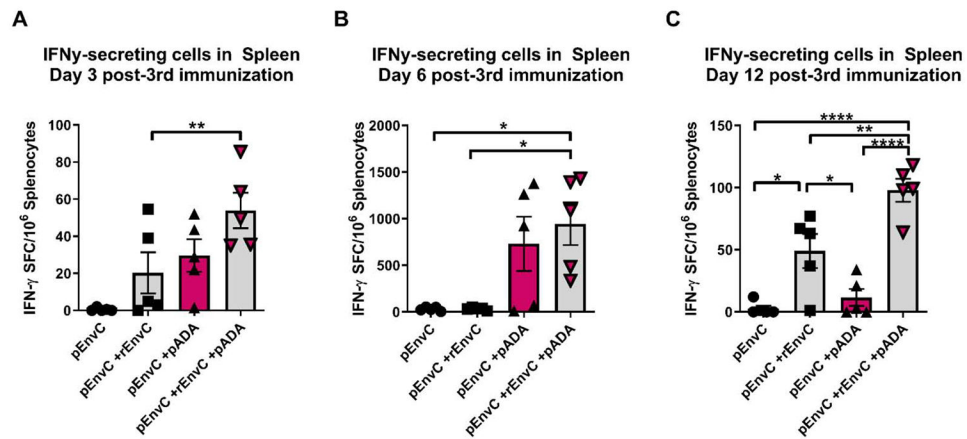 A
IFNy-secreting cells in Spleen
Day 3 post-3rd immunization
IFN-γ SFC/10⁶ Splenocytes
100
80
60
40
20
0
**
pEnvC
pEnvC +rEnvC
pEnvC +pADA
pEnvC +rEnvC +pADA
B
IFNy-secreting cells in Spleen
Day 6 post-3rd immunization
IFN-γ SFC/10⁶ Splenocytes
2000
1500
1000
500
0
*
*
pEnvC
pEnvC +rEnvC
pEnvC +pADA
pEnvC +rEnvC +pADA
C
IFNy-secreting cells in Spleen
Day 12 post-3rd immunization
IFN-γ SFC/10⁶ Splenocytes
150
100
50
0
****
**
****
*
*
pEnvC
pEnvC +rEnvC
pEnvC +pADA
pEnvC +rEnvC +pADA